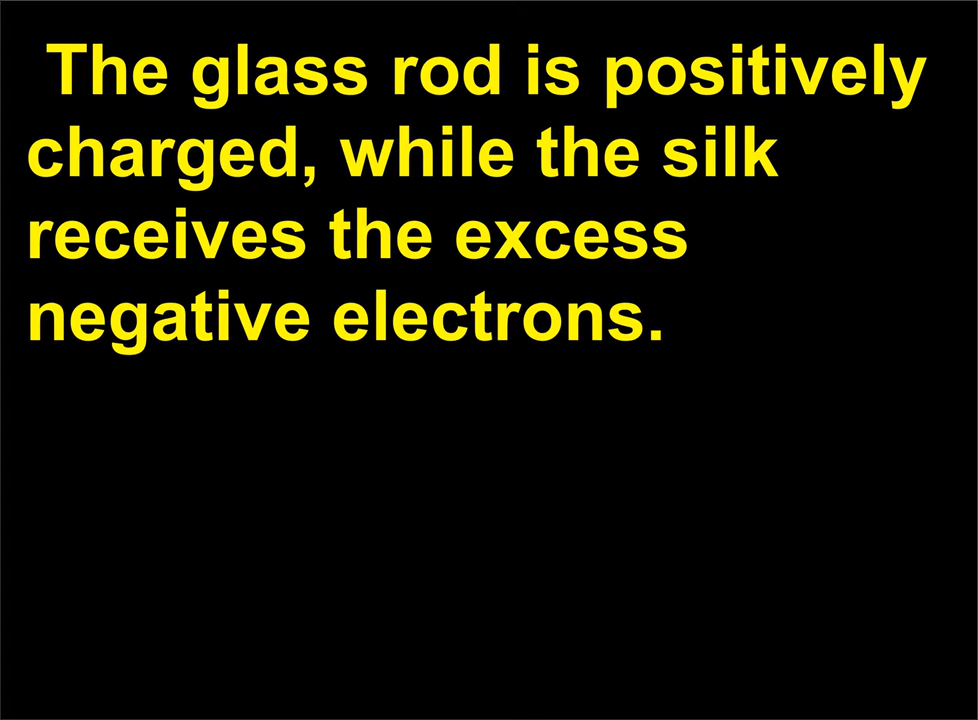 The glass rod is positively
charged, while the silk
receives the excess
negative electrons.